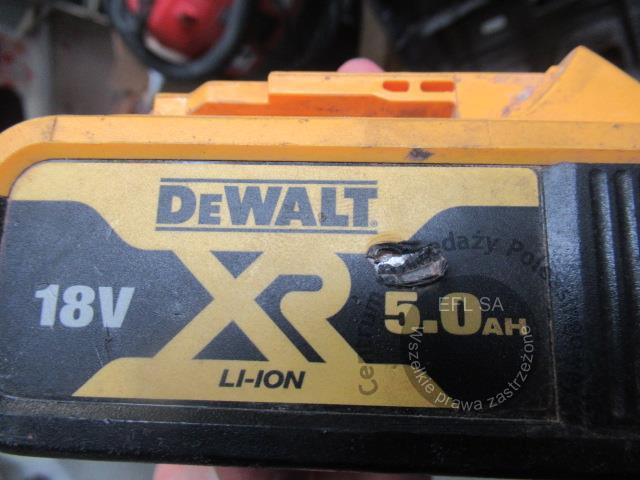 DEWALT
XR
18V
5.0AH
LI-ION
EFL SA
Wszelkie prawa zastrzeżone